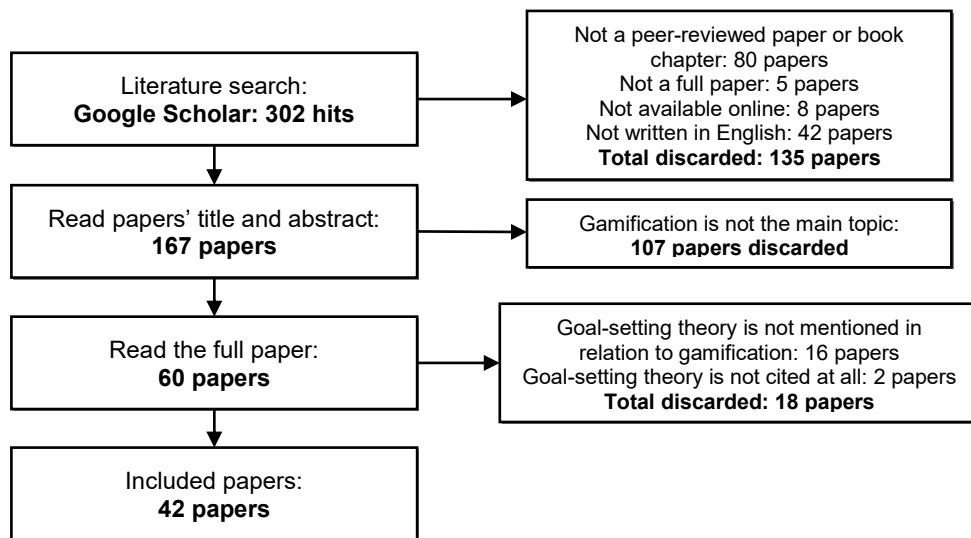 Literature search:
Google Scholar: 302 hits
Not a peer-reviewed paper or book
chapter: 80 papers
Not a full paper: 5 papers
Not available online: 8 papers
Not written in English: 42 papers
Total discarded: 135 papers
Read papers’ title and abstract:
167 papers
Gamification is not the main topic:
107 papers discarded
Read the full paper:
60 papers
Goal-setting theory is not mentioned in
relation to gamification: 16 papers
Goal-setting theory is not cited at all: 2 papers
Total discarded: 18 papers
Included papers:
42 papers